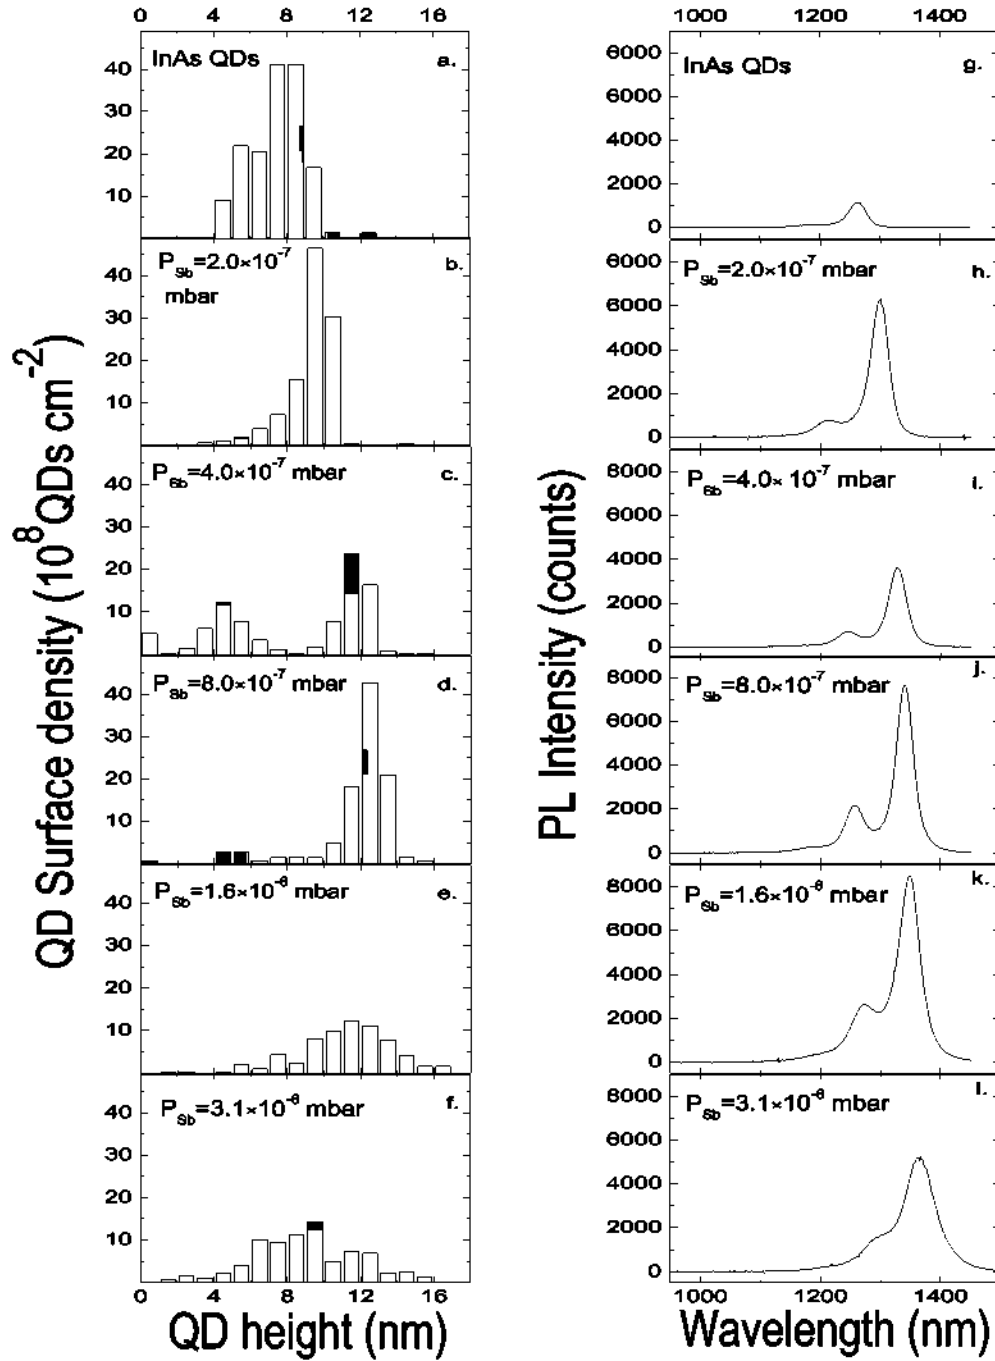 0 4 8 12 16
InAs QDs a.
40
30
20
10
P_Sb=2.0×10^-7
mbar
b.
40
30
20
10
P_Sb=4.0×10^-7 mbar c.
40
30
20
10
P_Sb=8.0×10^-7 mbar d.
40
30
20
10
P_Sb=1.6×10^-6 mbar e.
40
30
20
10
P_Sb=3.1×10^-6 mbar f.
40
30
20
10
0 4 8 12 16
QD height (nm)
QD Surface density (10^8 QDs cm^-2)
1000 1200 1400
8000
InAs QDs g.
6000
4000
2000
0
8000
P_Sb=2.0×10^-7 mbar h.
6000
4000
2000
0
8000
P_Sb=4.0× 10^-7 mbar i.
6000
4000
2000
0
8000
P_Sb=8.0×10^-7 mbar j.
6000
4000
2000
0
8000
P_Sb=1.6×10^-6 mbar k.
6000
4000
2000
0
8000
P_Sb=3.1×10^-6 mbar l.
6000
4000
2000
0
1000 1200 1400
Wavelength (nm)
PL Intensity (counts)